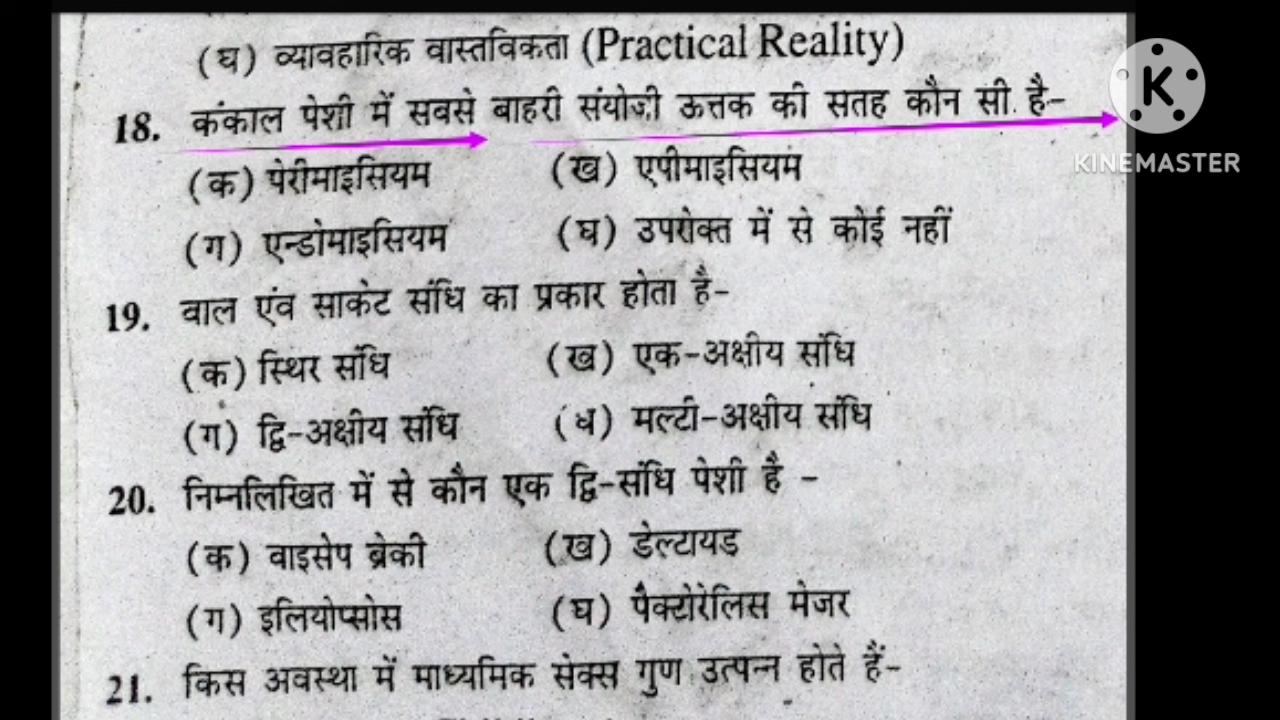 (घ) व्यावहारिक वास्तविकता (Practical Reality)
18. कंकाल पेशी में सबसे बाहरी संयोजी ऊत्तक की सतह कौन सी है-
(क) पेरीमाइसियम (ख) एपीमाइसियम
(ग) एन्डोमाइसियम (घ) उपरोक्त में से कोई नहीं
19. वाल एंव साकेट संधि का प्रकार होता है-
(क) स्थिर संधि (ख) एक-अक्षीय संधि
(ग) द्वि-अक्षीय संधि (ध) मल्टी-अक्षीय संधि
20. निम्नलिखित में से कौन एक द्वि-संधि पेशी है -
(क) वाइसेप ब्रेकी (ख) डेल्टायड
(ग) इलियोप्सोस (घ) पैक्टोरेलिस मेजर
21. किस अवस्था में माध्यमिक सेक्स गुण उत्पन्न होते हैं-
K
KINEMASTER